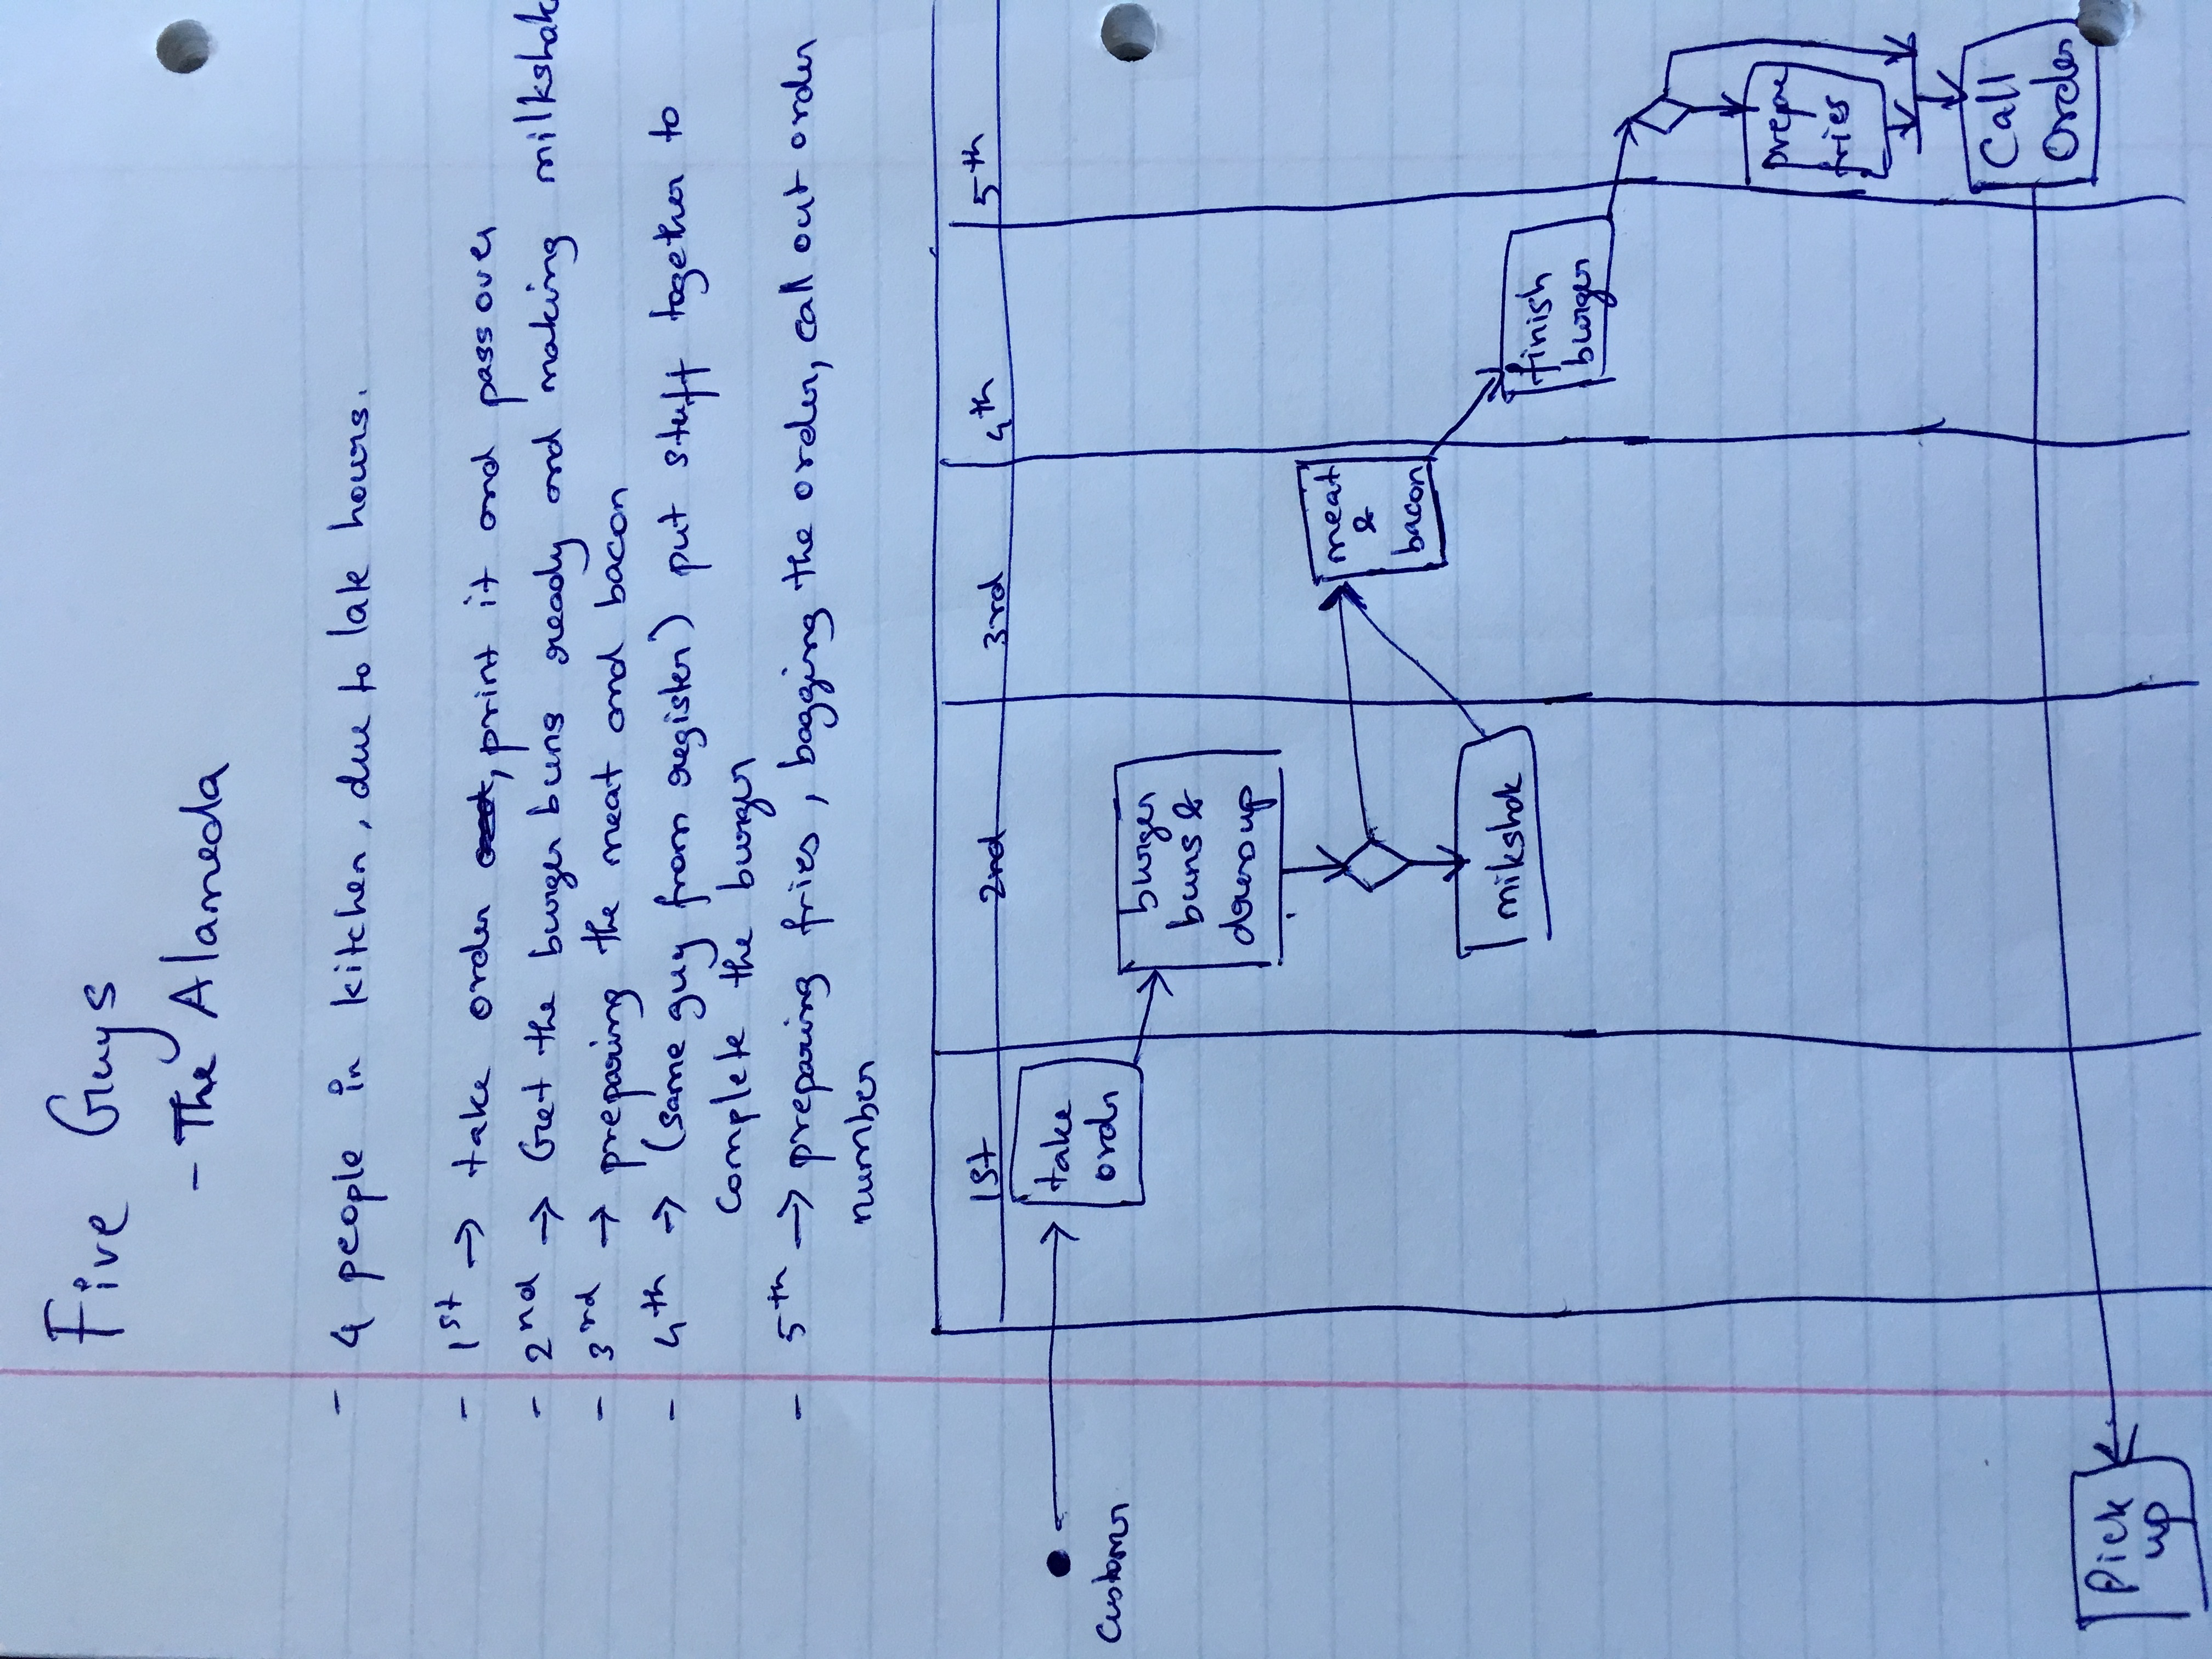 Five Guys
- The Alameda
- 4 people in kitchen, due to late hours.
- 1st → take order, print it and passover
- 2nd → Get the burger buns ready and making milkshak
- 3rd → preparing the meat and bacon
- 4th → (same guy from register) put stuff together to
complete the burger
- 5th → preparing fries, bagging the order, call out order
number
1st 2nd 3rd 4th 5th
take
order
customer
burger
buns &
dressup
meat
&
bacon
mikshak
finish
burger
prepare
fries
Call
Order
Pick
up